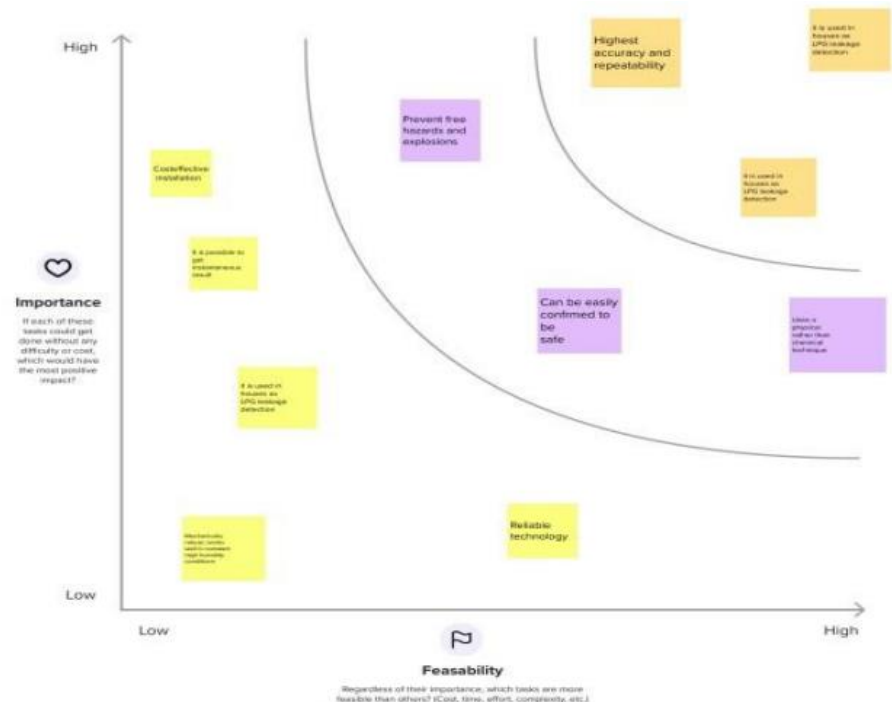 High
Highest
accuracy and
repeatability
It is used in
houses as
LPG leakage
detection
Prevent free
hazards and
explosions
Costeffective
installation
It is used in
houses as
LPG leakage
detection
It is possible to
get
instantaneous
result
Importance
If each of these
tasks could get
done without any
difficulty or cost,
which would have
the most positive
impact?
Can be easily
confirmed to
be
safe
physical
rather than
chemical
technique
It is used in
houses as
LPG leakage
detection
Reliable
technology
Mechanically
conditions
Low
Low
High
Feasability
Regardless of their importance, which tasks are more
feasible than others? (Cost, time, effort, complexity, etc.)